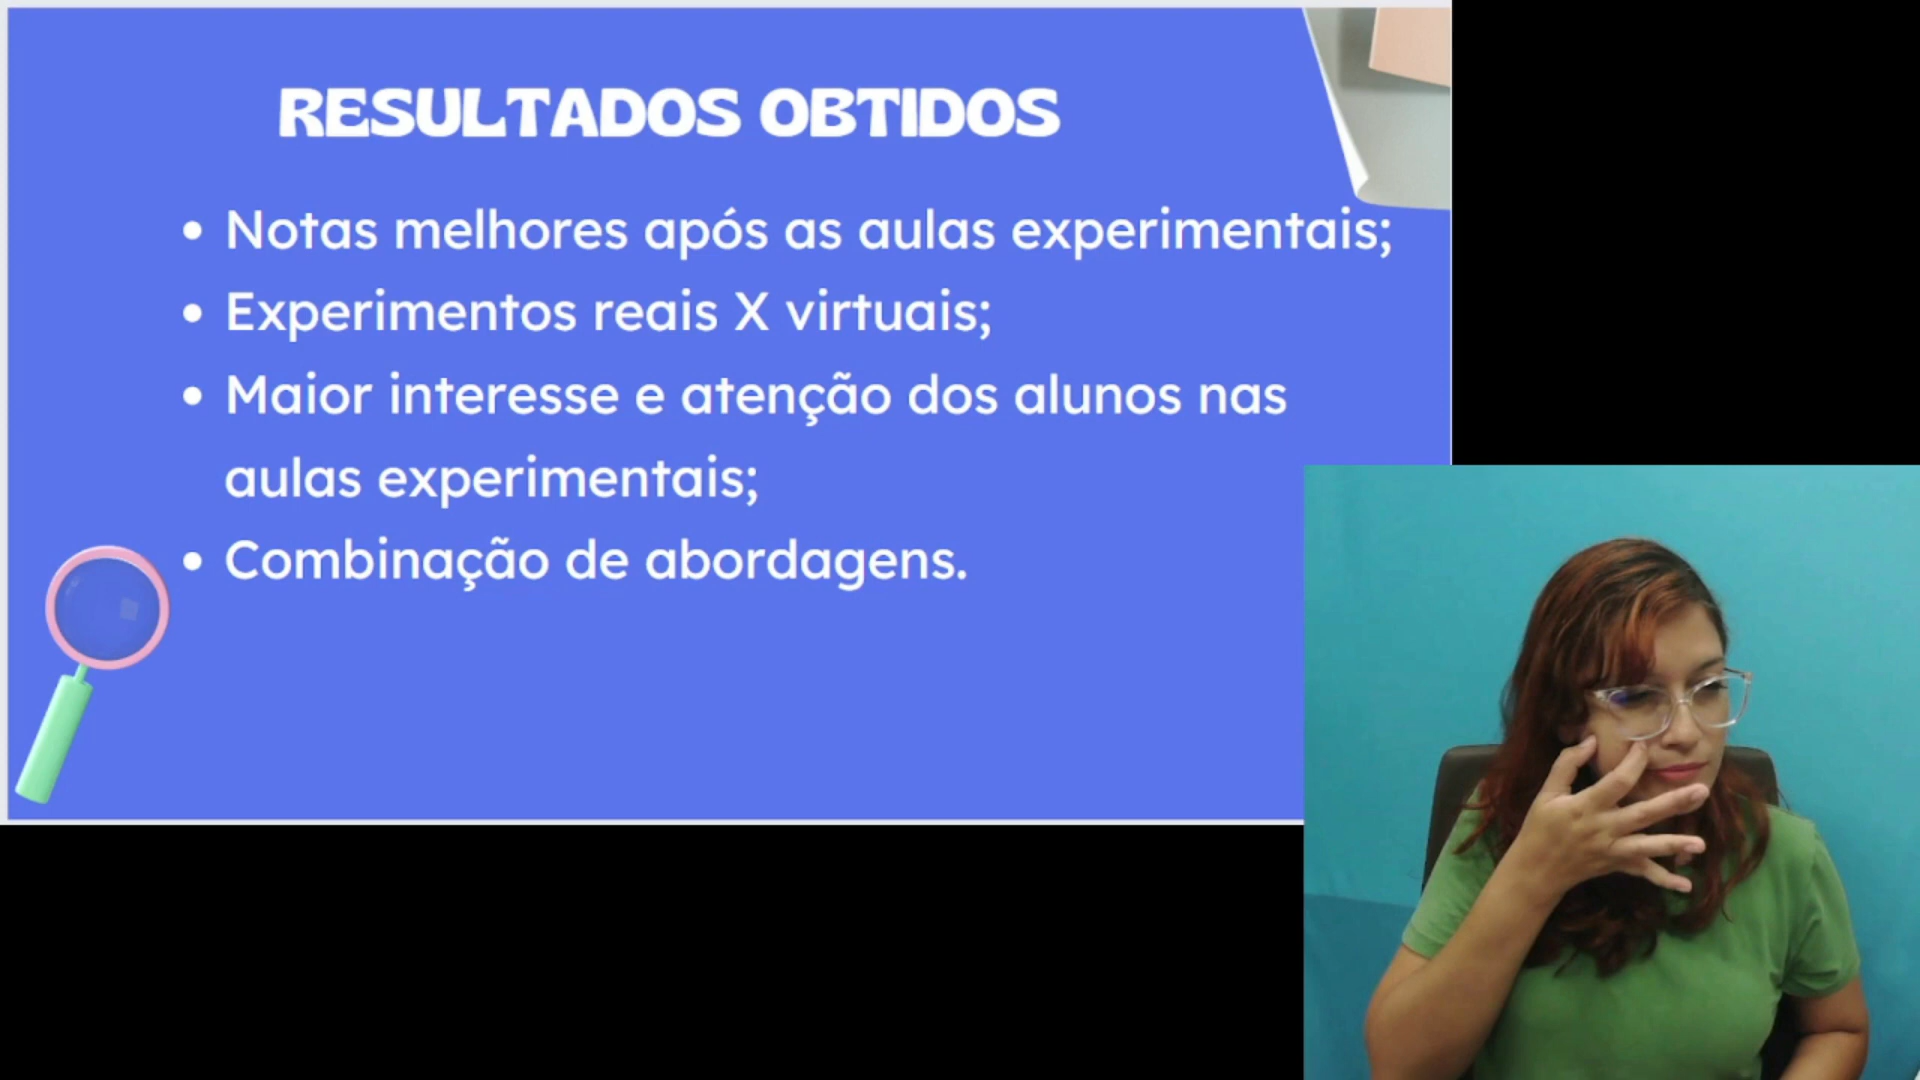 RESULTADOS OBTIDOS
• Notas melhores após as aulas experimentais;
• Experimentos reais X virtuais;
• Maior interesse e atenção dos alunos nas
aulas experimentais;
• Combinação de abordagens.